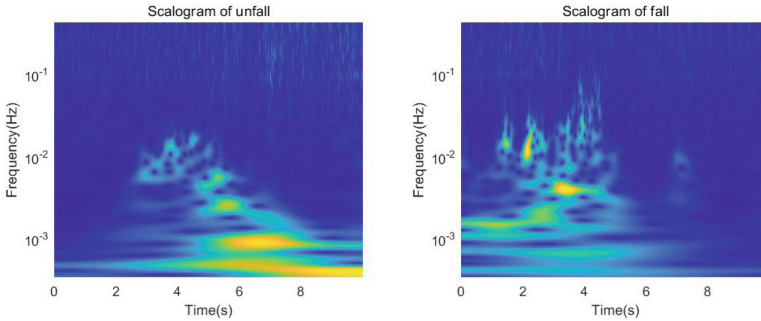 Scalogram of unfall
Frequency(Hz)
10-1
10-2
10-3
0 2 4 6 8
Time(s)
Scalogram of fall
Frequency(Hz)
10-1
10-2
10-3
0 2 4 6 8
Time(s)